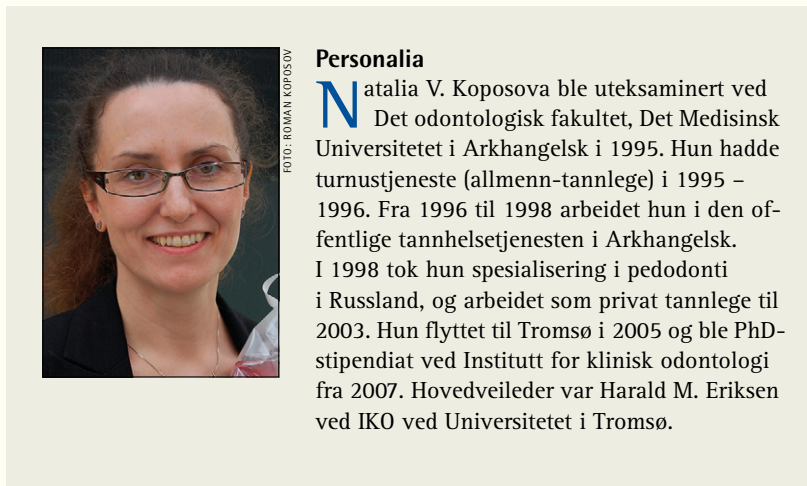 FOTO: ROMAN KOPOSOV
Personalia
Natalia V. Koposova ble uteksaminert ved
Det odontologisk fakultet, Det Medisinsk
Universitetet i Arkhangelsk i 1995. Hun hadde
turnustjeneste (allmenn-tannlege) i 1995 –
1996. Fra 1996 til 1998 arbeidet hun i den of-
fentlige tannhelsetjenesten i Arkhangelsk.
I 1998 tok hun spesialisering i pedodonti
i Russland, og arbeidet som privat tannlege til
2003. Hun flyttet til Tromsø i 2005 og ble PhD-
stipendiat ved Institutt for klinisk odontologi
fra 2007. Hovedveileder var Harald M. Eriksen
ved IKO ved Universitetet i Tromsø.